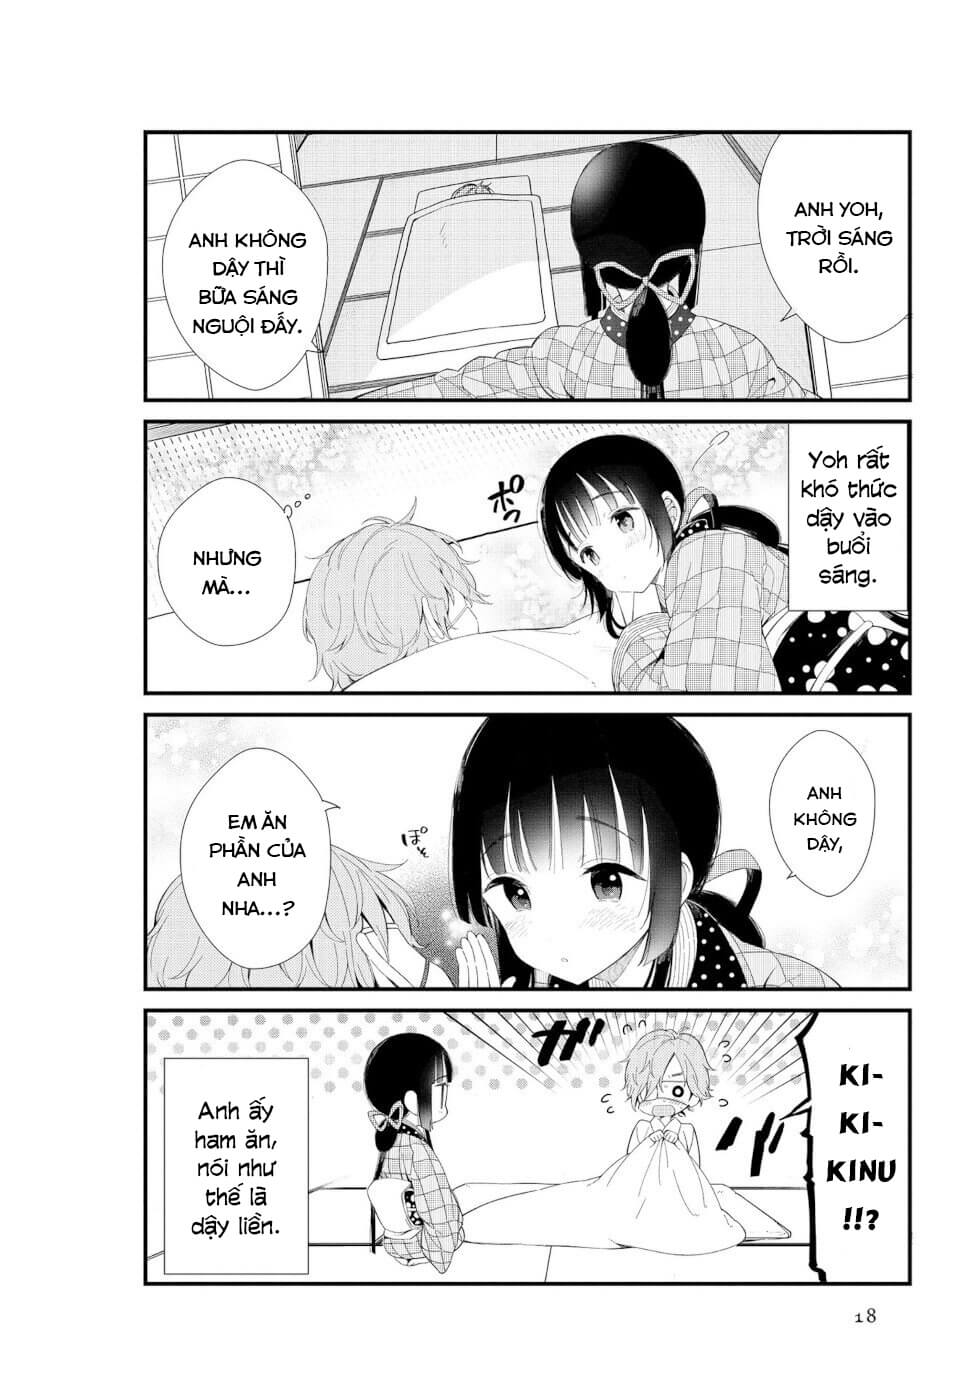 ANH YOH,
TRỜI SÁNG
RỒI.
ANH KHÔNG
DẬY THÌ
BỮA SÁNG
NGUỘI ĐẤY.
Yoh rất
khó thức
dậy vào
buổi
sáng.
ポッ
NHƯNG
MÀ...
ANH
KHÔNG
DẬY,
ぽそ
EM ĂN
PHẦN CỦA
ANH
NHA...?
KI-
KI-
KINU
!!?
ガバ
Anh ấy
ham ăn,
nói như
thế là
dậy liền.
18